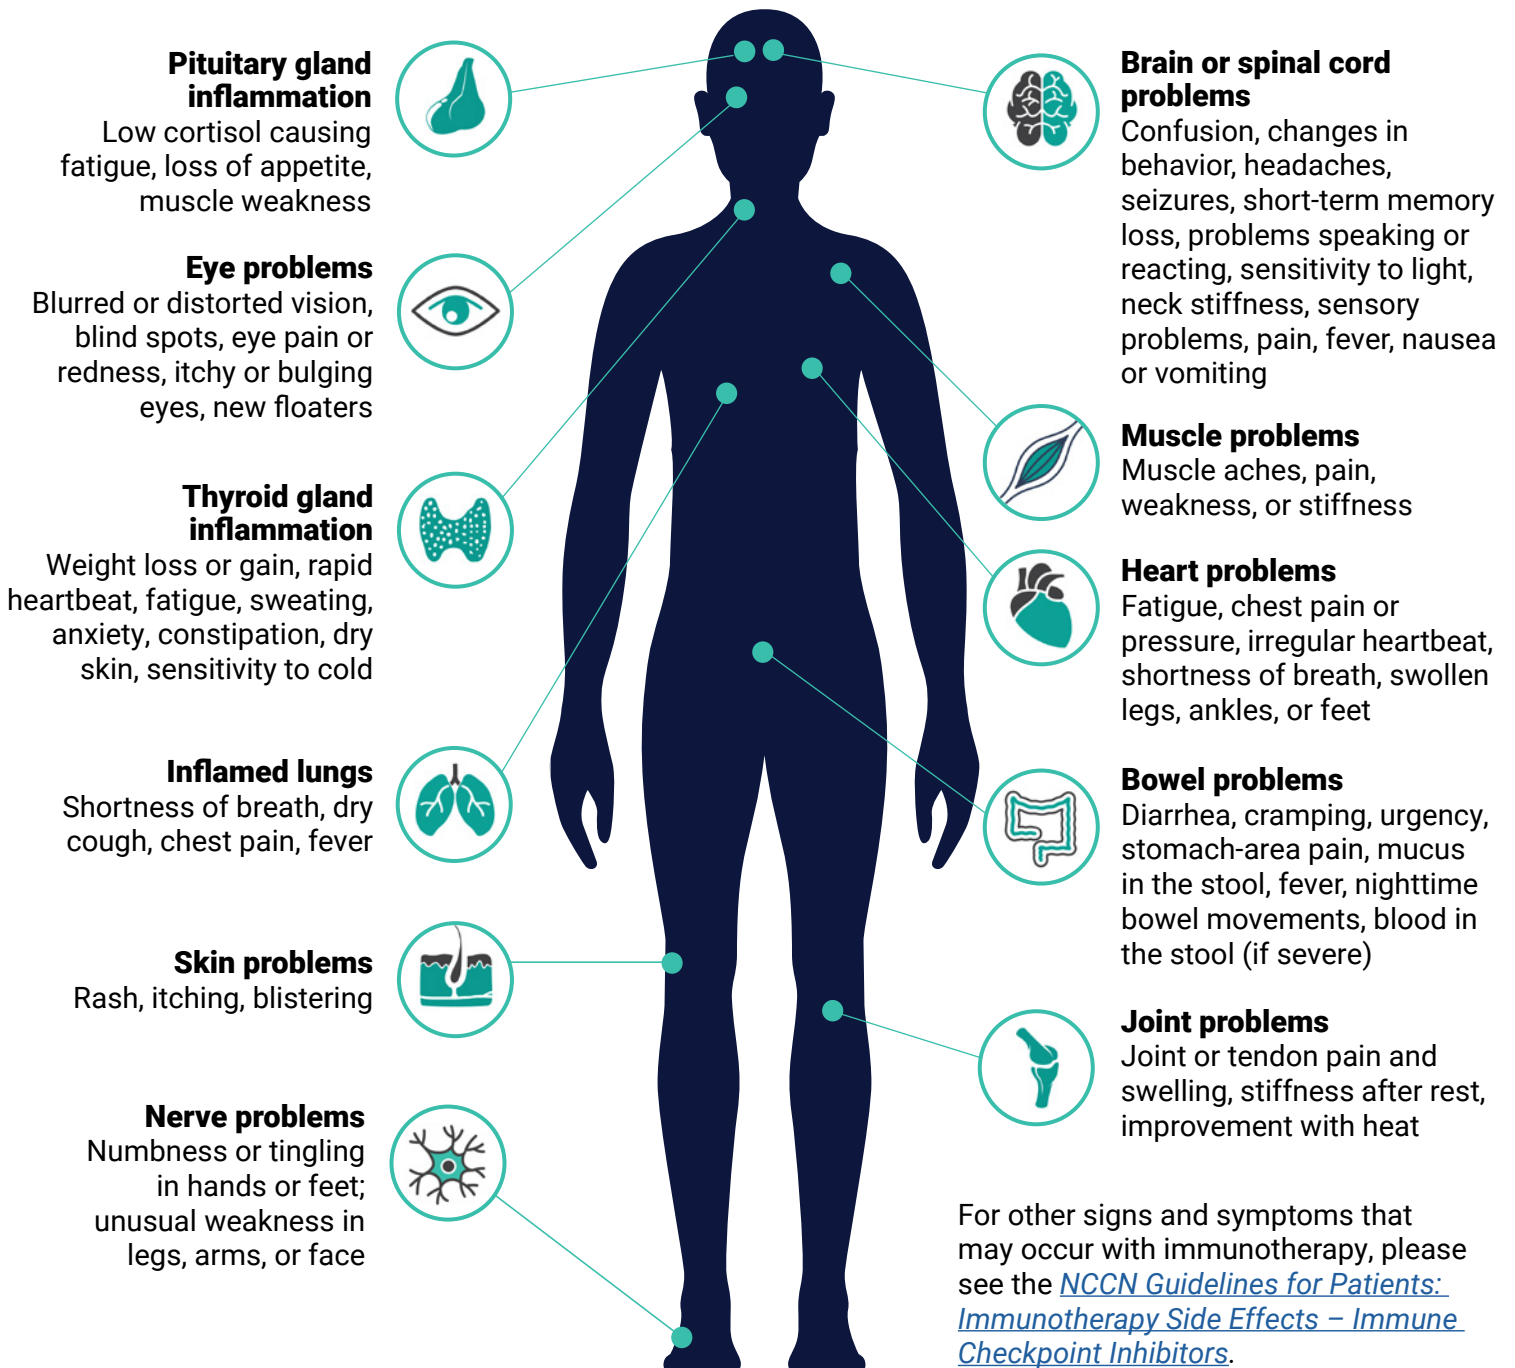 Pituitary gland
inflammation
Low cortisol causing
fatigue, loss of appetite,
muscle weakness
Eye problems
Blurred or distorted vision,
blind spots, eye pain or
redness, itchy or bulging
eyes, new floaters
Thyroid gland
inflammation
Weight loss or gain, rapid
heartbeat, fatigue, sweating,
anxiety, constipation, dry
skin, sensitivity to cold
Inflamed lungs
Shortness of breath, dry
cough, chest pain, fever
Skin problems
Rash, itching, blistering
Nerve problems
Numbness or tingling
in hands or feet;
unusual weakness in
legs, arms, or face
Brain or spinal cord
problems
Confusion, changes in
behavior, headaches,
seizures, short-term memory
loss, problems speaking or
reacting, sensitivity to light,
neck stiffness, sensory
problems, pain, fever, nausea
or vomiting
Muscle problems
Muscle aches, pain,
weakness, or stiffness
Heart problems
Fatigue, chest pain or
pressure, irregular heartbeat,
shortness of breath, swollen
legs, ankles, or feet
Bowel problems
Diarrhea, cramping, urgency,
stomach-area pain, mucus
in the stool, fever, nighttime
bowel movements, blood in
the stool (if severe)
Joint problems
Joint or tendon pain and
swelling, stiffness after rest,
improvement with heat
For other signs and symptoms that
may occur with immunotherapy, please
see the NCCN Guidelines for Patients:
Immunotherapy Side Effects – Immune
Checkpoint Inhibitors.